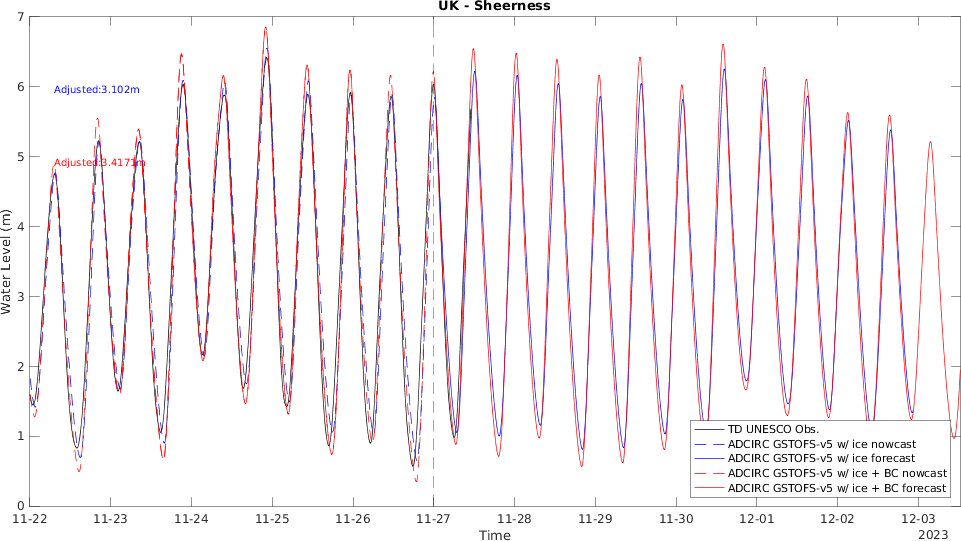 UK - Sheerness
7
6
5
4
3
2
1
0
Water Level (m)
Adjusted:3.102m
Adjusted:3.4171m
TD UNESCO Obs.
ADCIRC GSTOFS-v5 w/ ice nowcast
ADCIRC GSTOFS-v5 w/ ice forecast
ADCIRC GSTOFS-v5 w/ ice + BC nowcast
ADCIRC GSTOFS-v5 w/ ice + BC forecast
11-22 11-23 11-24 11-25 11-26 11-27 11-28 11-29 11-30 12-01 12-02 12-03
Time
2023